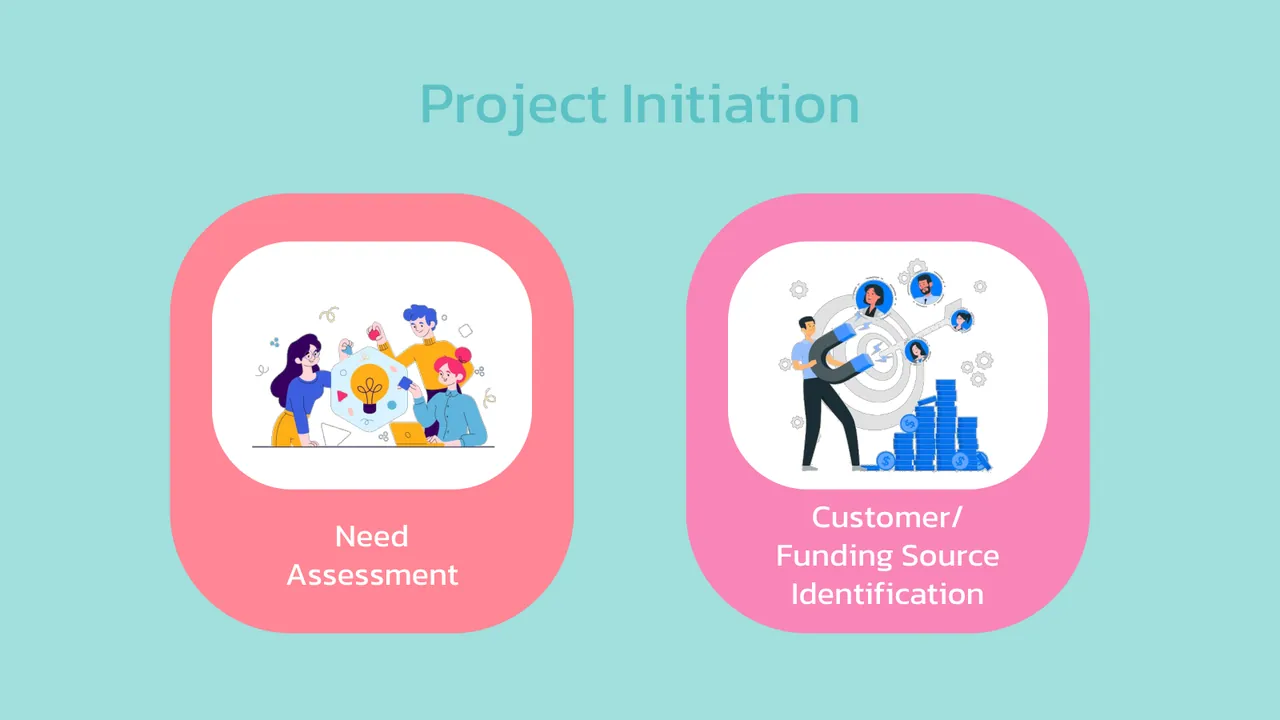 Project Initiation
Need
Assessment
Customer/
Funding Source
Identification